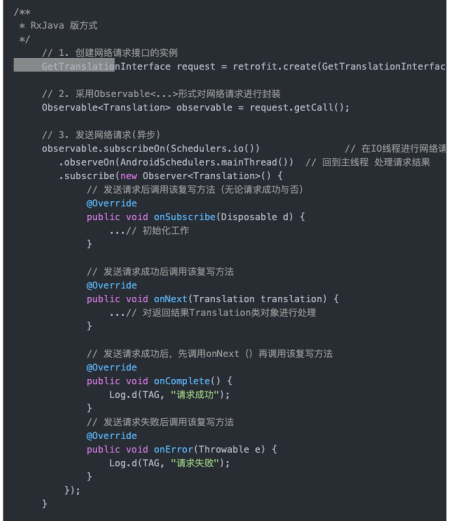 /**
 * RxJava 版方式
 */
    // 1. 创建网络请求接口的实例
    GetTranslationInterface request = retrofit.create(GetTranslationInterfac

    // 2. 采用Observable<...>形式对网络请求进行封装
    Observable<Translation> observable = request.getCall();

    // 3. 发送网络请求(异步)
    observable.subscribeOn(Schedulers.io())               // 在IO线程进行网络请
       .observeOn(AndroidSchedulers.mainThread())  // 回到主线程 处理请求结果
       .subscribe(new Observer<Translation>() {
            // 发送请求后调用该复写方法（无论请求成功与否）
            @Override
            public void onSubscribe(Disposable d) {
                ...// 初始化工作
            }

            // 发送请求成功后调用该复写方法
            @Override
            public void onNext(Translation translation) {
                ...// 对返回结果Translation类对象进行处理
            }

            // 发送请求成功后，先调用onNext（）再调用该复写方法
            @Override
            public void onComplete() {
                Log.d(TAG, "请求成功");
            }
            // 发送请求失败后调用该复写方法
            @Override
            public void onError(Throwable e) {
                Log.d(TAG, "请求失败");
            }
        });
    }